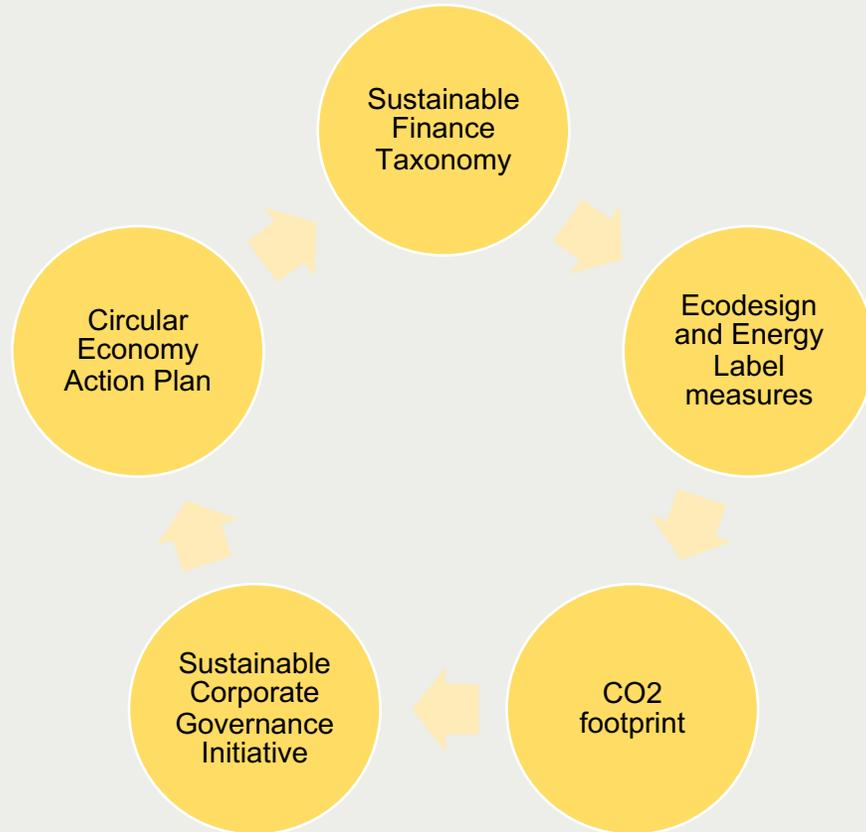 Sustainable
Finance
Taxonomy
Ecodesign
and Energy
Label
measures
CO2
footprint
Sustainable
Corporate
Governance
Initiative
Circular
Economy
Action Plan